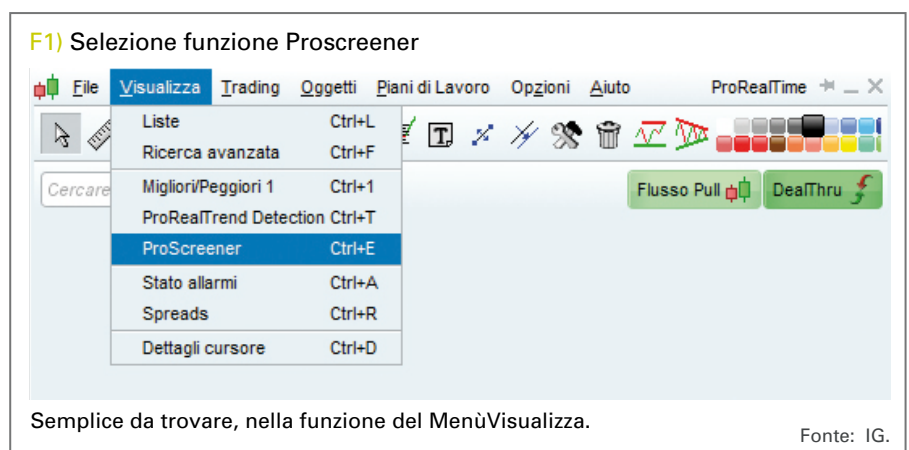 F1) Selezione funzione Proscreener
File Visualizza Trading Oggetti Piani di Lavoro Opzioni Aiuto ProRealTime
Liste Ctrl+L
Ricerca avanzata Ctrl+F
Cercare
Migliori/Peggiori 1 Ctrl+1
Flusso Pull DealThru
ProRealTrend Detection Ctrl+T
ProScreener Ctrl+E
Stato allarmi Ctrl+A
Spreads Ctrl+R
Dettagli cursore Ctrl+D
Semplice da trovare, nella funzione del MenùVisualizza.
Fonte: IG.